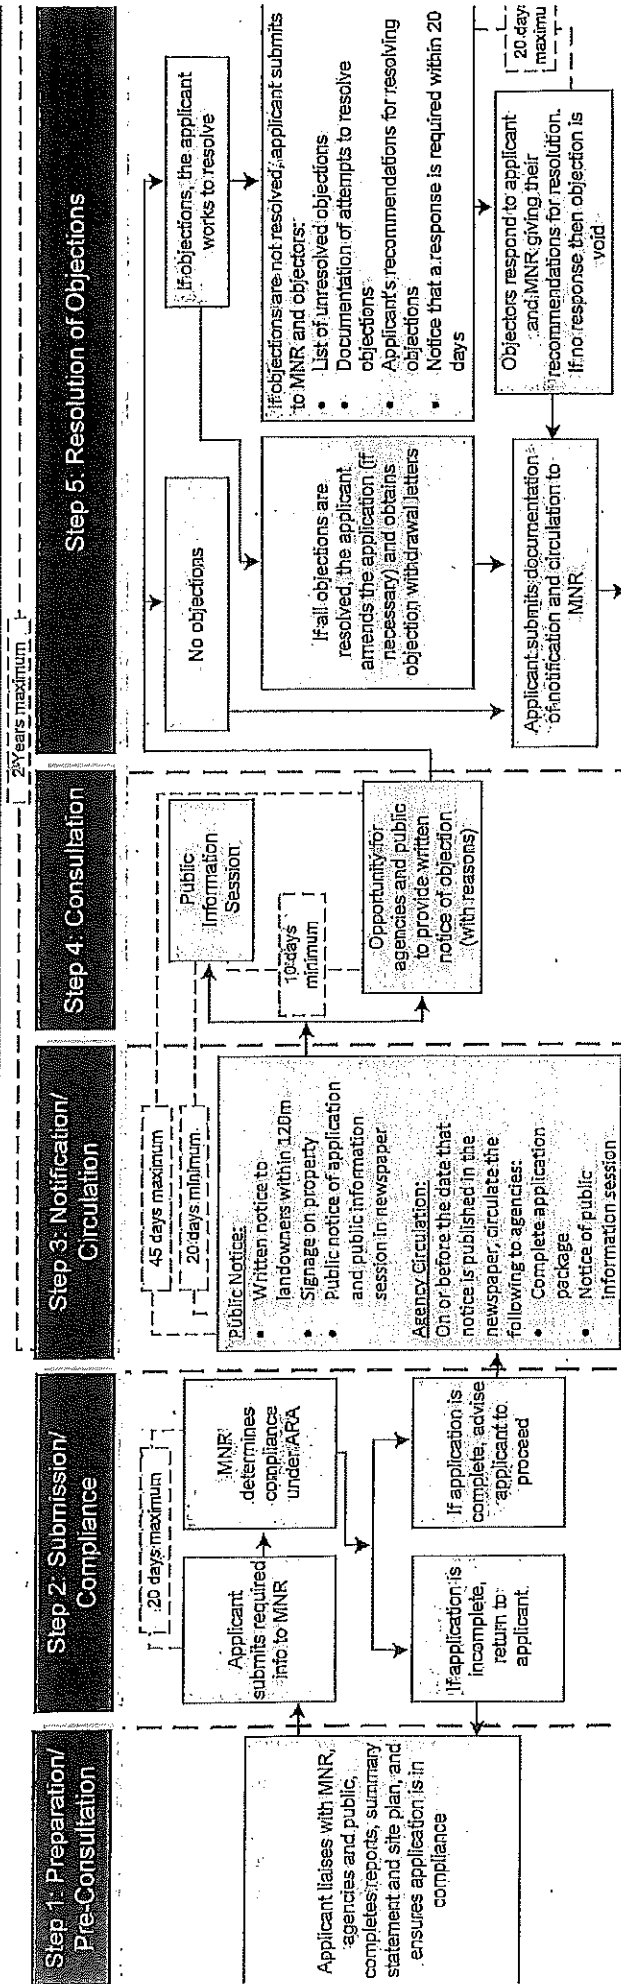 2 Years maximum
Step 1: Preparation/
Pre-Consultation
Applicant liaises with MNR,
agencies and public,
completes reports, summary
statement and site plan, and
ensures application is in
compliance
Step 2: Submission/
Compliance
20 days maximum
Applicant
submits required
info to MNR
MNR
determines
compliance
under ARA
If application is
incomplete,
return to
applicant.
If application is
complete, advise
applicant to
proceed
Step 3: Notification/
Circulation
45 days maximum
20 days minimum
Public Notice:
• Written notice to
landowners within 120m
• Signage on property
• Public notice of application
and public information
session in newspaper
Agency Circulation:
On or before the date that
notice is published in the
newspaper, circulate the
following to agencies:
• Complete application
package
• Notice of public
information session
Step 4: Consultation
Public
Information
Session
10 days
minimum
Opportunity for
agencies and public
to provide written
notice of objection
(with reasons)
Step 5: Resolution of Objections
No objections
If objections, the applicant
works to resolve
If all objections are
resolved, the applicant
amends the application (if
necessary) and obtains
objection withdrawal letters
If objections are not resolved, applicant submits
to MNR and objectors:
• List of unresolved objections
• Documentation of attempts to resolve
objections
• Applicant's recommendations for resolving
objections
• Notice that a response is required within 20
days
20 day
maximu
Applicant submits documentation
of notification and circulation to
MNR
Objectors respond to applicant
and MNR giving their
recommendations for resolution.
If no response then objection is
void